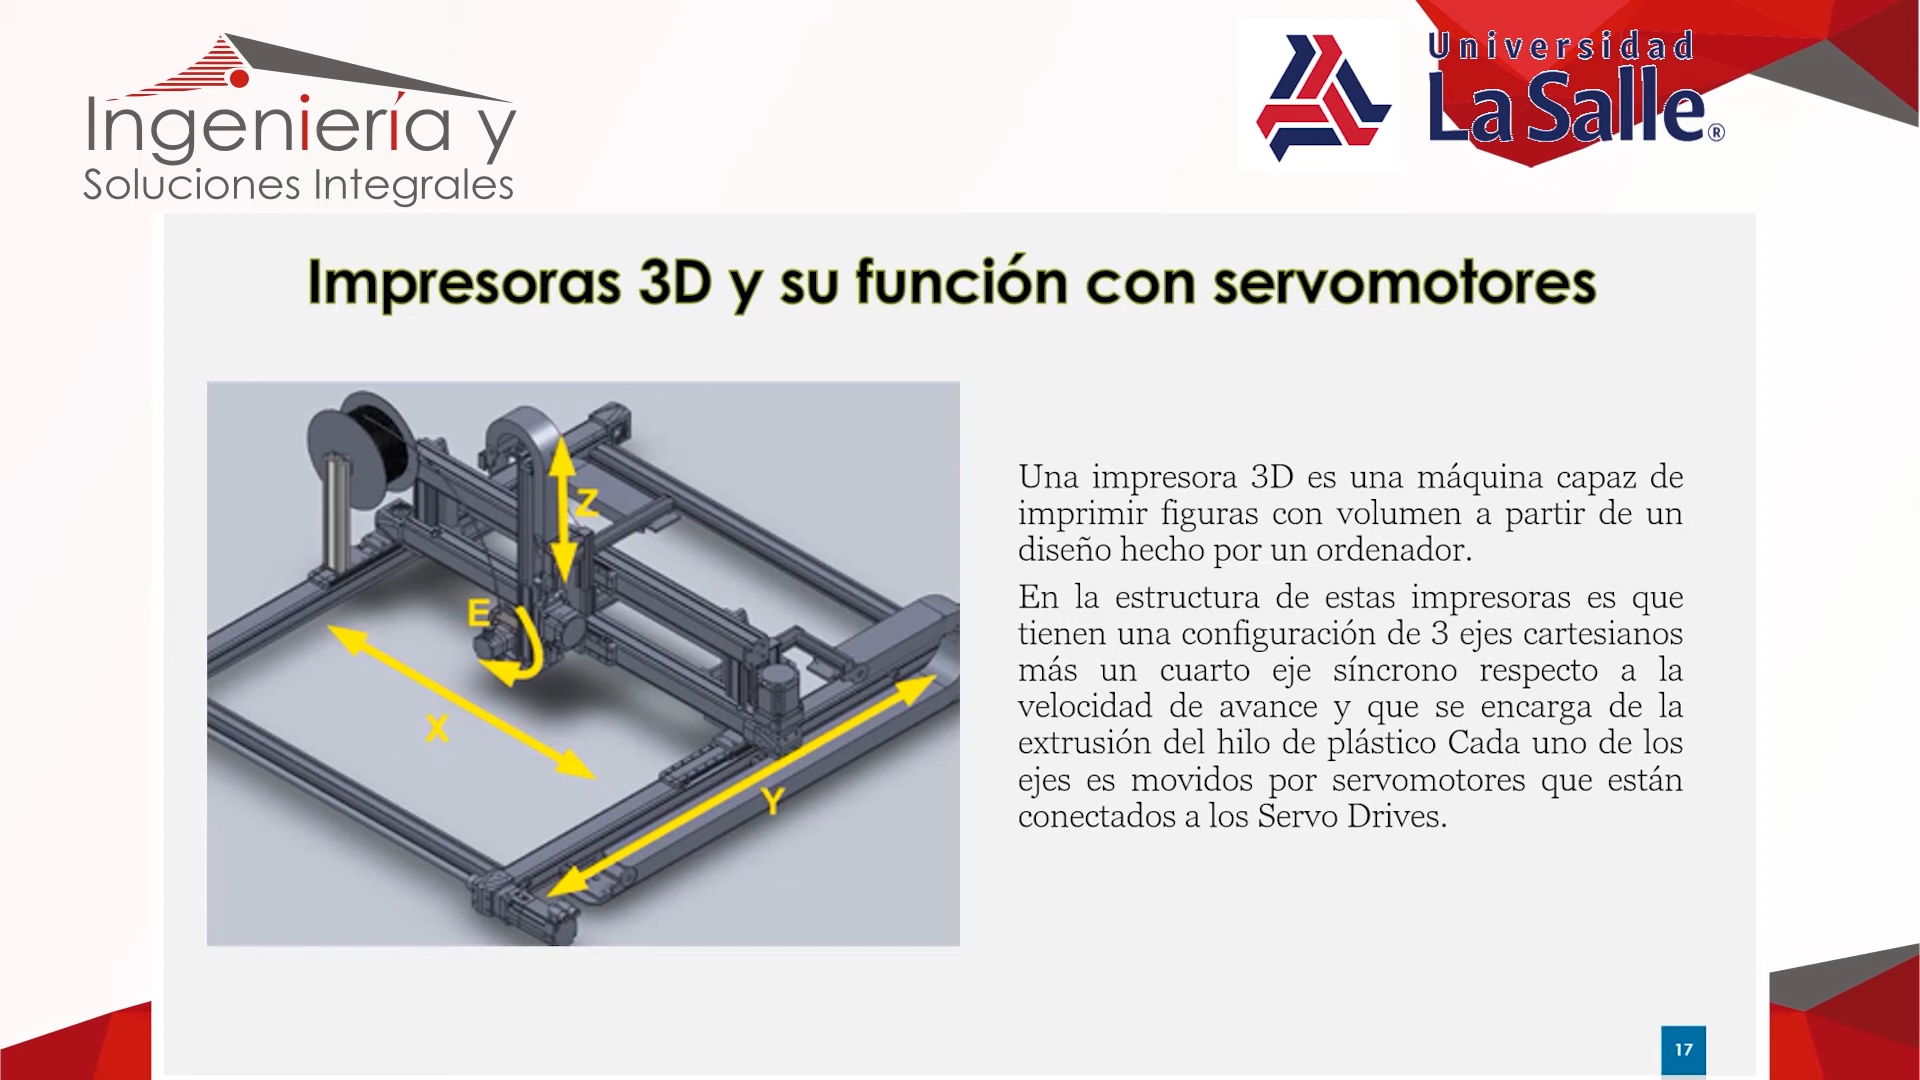 Ingeniería y
Soluciones Integrales
Universidad
La Salle®
Impresoras 3D y su función con servomotores
Z
E
X
Y
Una impresora 3D es una máquina capaz de
imprimir figuras con volumen a partir de un
diseño hecho por un ordenador.
En la estructura de estas impresoras es que
tienen una configuración de 3 ejes cartesianos
más un cuarto eje síncrono respecto a la
velocidad de avance y que se encarga de la
extrusión del hilo de plástico Cada uno de los
ejes es movidos por servomotores que están
conectados a los Servo Drives.
17